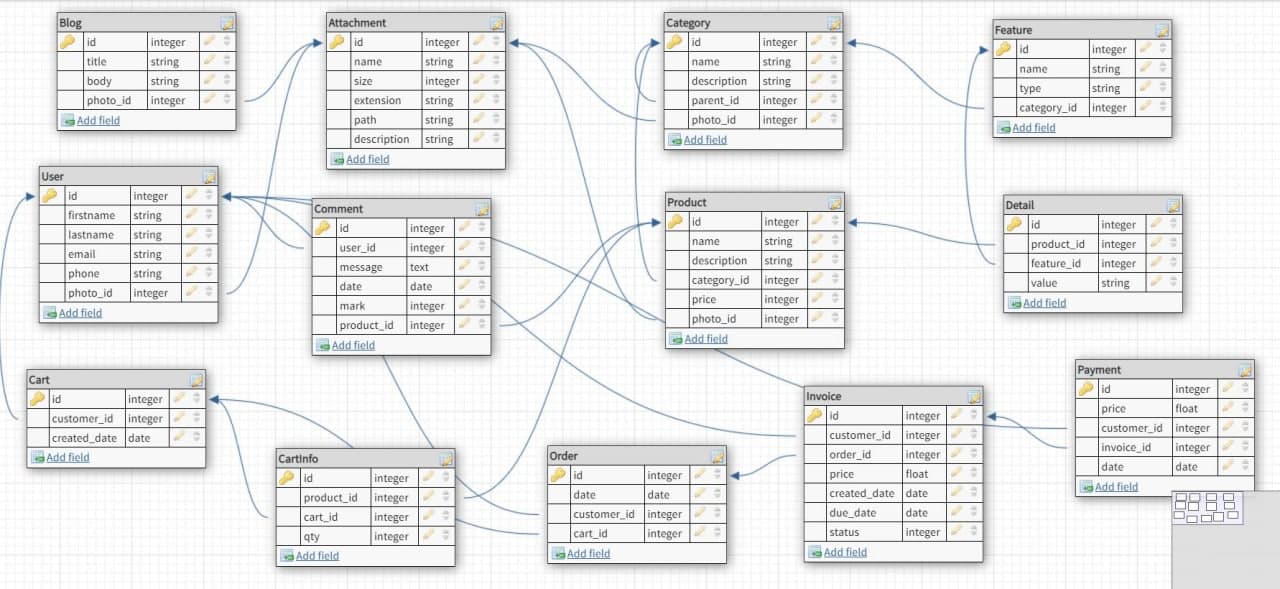 Blog
id integer
title string
body string
photo_id integer
Add field
Attachment
id integer
name string
size integer
extension string
path string
description string
Add field
Category
id integer
name string
description string
parent_id integer
photo_id integer
Add field
Feature
id integer
name string
type string
category_id integer
Add field
User
id integer
firstname string
lastname string
email string
phone string
photo_id integer
Add field
Comment
id integer
user_id integer
message text
date date
mark integer
product_id integer
Add field
Product
id integer
name string
description string
category_id integer
price integer
photo_id integer
Add field
Detail
id integer
product_id integer
feature_id integer
value string
Add field
Cart
id integer
customer_id integer
created_date date
Add field
CartInfo
id integer
product_id integer
cart_id integer
qty integer
Add field
Order
id integer
date date
customer_id integer
cart_id integer
Add field
Invoice
id integer
customer_id integer
order_id integer
price float
created_date date
due_date date
status integer
Add field
Payment
id integer
price float
customer_id integer
invoice_id integer
date date
Add field